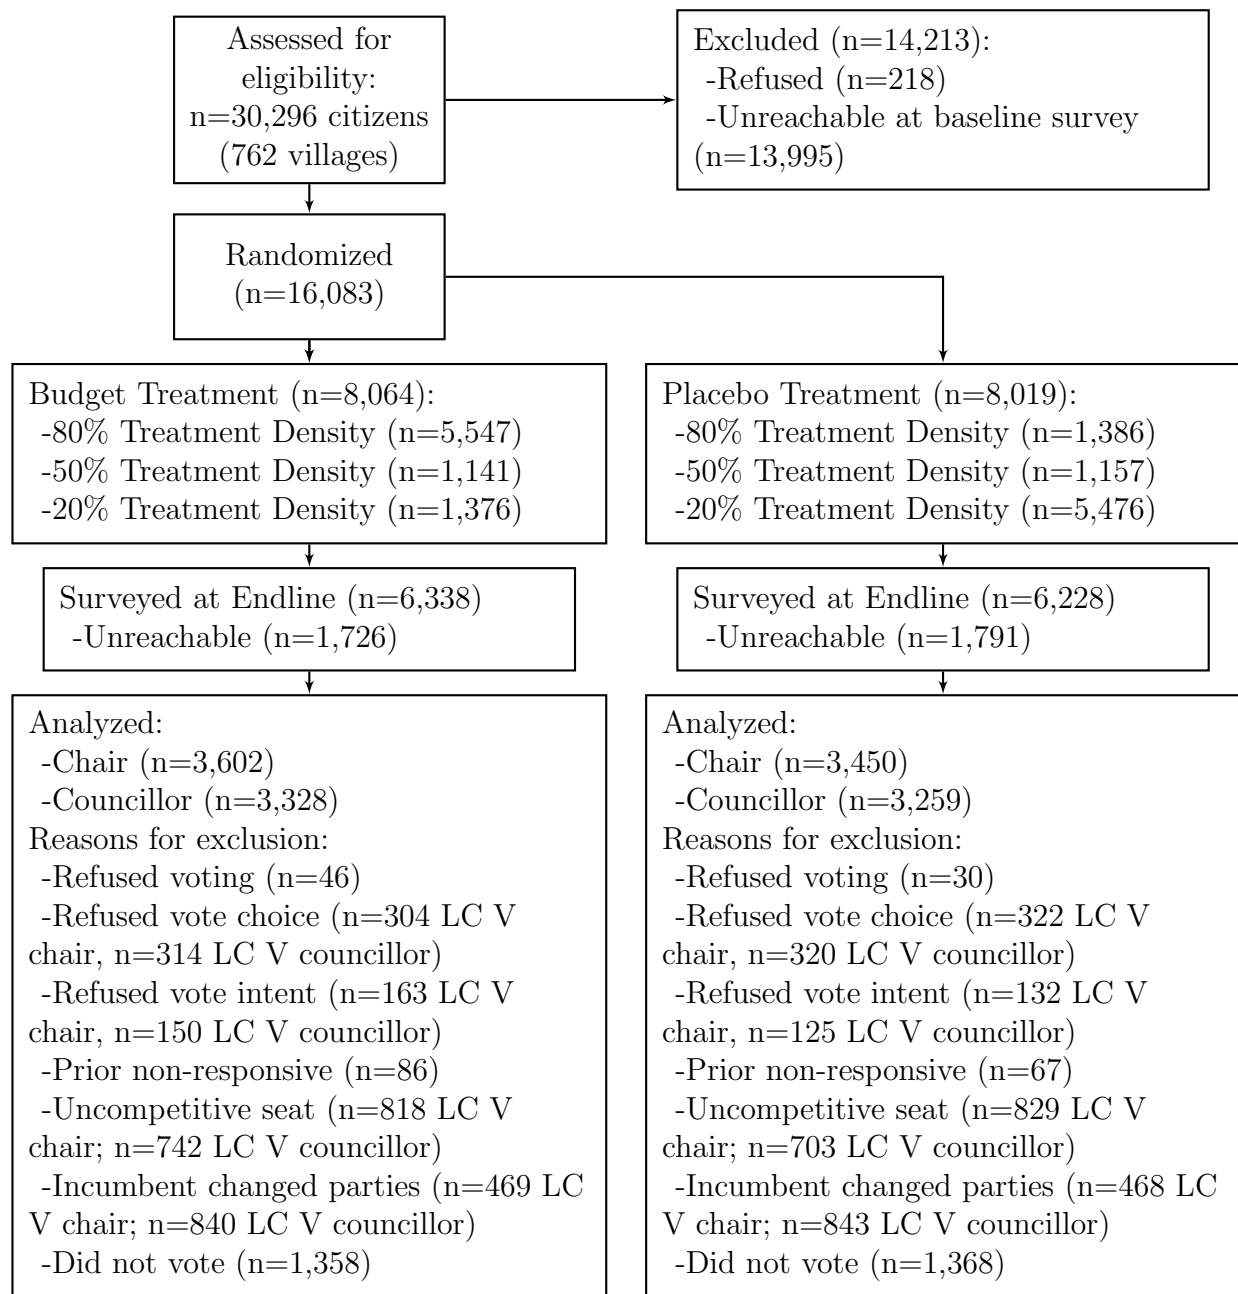 Assessed for
eligibility:
n=30,296 citizens
(762 villages)
Excluded (n=14,213):
-Refused (n=218)
-Unreachable at baseline survey
(n=13,995)
Randomized
(n=16,083)
Budget Treatment (n=8,064):
-80% Treatment Density (n=5,547)
-50% Treatment Density (n=1,141)
-20% Treatment Density (n=1,376)
Placebo Treatment (n=8,019):
-80% Treatment Density (n=1,386)
-50% Treatment Density (n=1,157)
-20% Treatment Density (n=5,476)
Surveyed at Endline (n=6,338)
-Unreachable (n=1,726)
Surveyed at Endline (n=6,228)
-Unreachable (n=1,791)
Analyzed:
-Chair (n=3,602)
-Councillor (n=3,328)
Reasons for exclusion:
-Refused voting (n=46)
-Refused vote choice (n=304 LC V
chair, n=314 LC V councillor)
-Refused vote intent (n=163 LC V
chair, n=150 LC V councillor)
-Prior non-responsive (n=86)
-Uncompetitive seat (n=818 LC V
chair; n=742 LC V councillor)
-Incumbent changed parties (n=469 LC
V chair; n=840 LC V councillor)
-Did not vote (n=1,358)
Analyzed:
-Chair (n=3,450)
-Councillor (n=3,259)
Reasons for exclusion:
-Refused voting (n=30)
-Refused vote choice (n=322 LC V
chair, n=320 LC V councillor)
-Refused vote intent (n=132 LC V
chair, n=125 LC V councillor)
-Prior non-responsive (n=67)
-Uncompetitive seat (n=829 LC V
chair; n=703 LC V councillor)
-Incumbent changed parties (n=468 LC
V chair; n=843 LC V councillor)
-Did not vote (n=1,368)